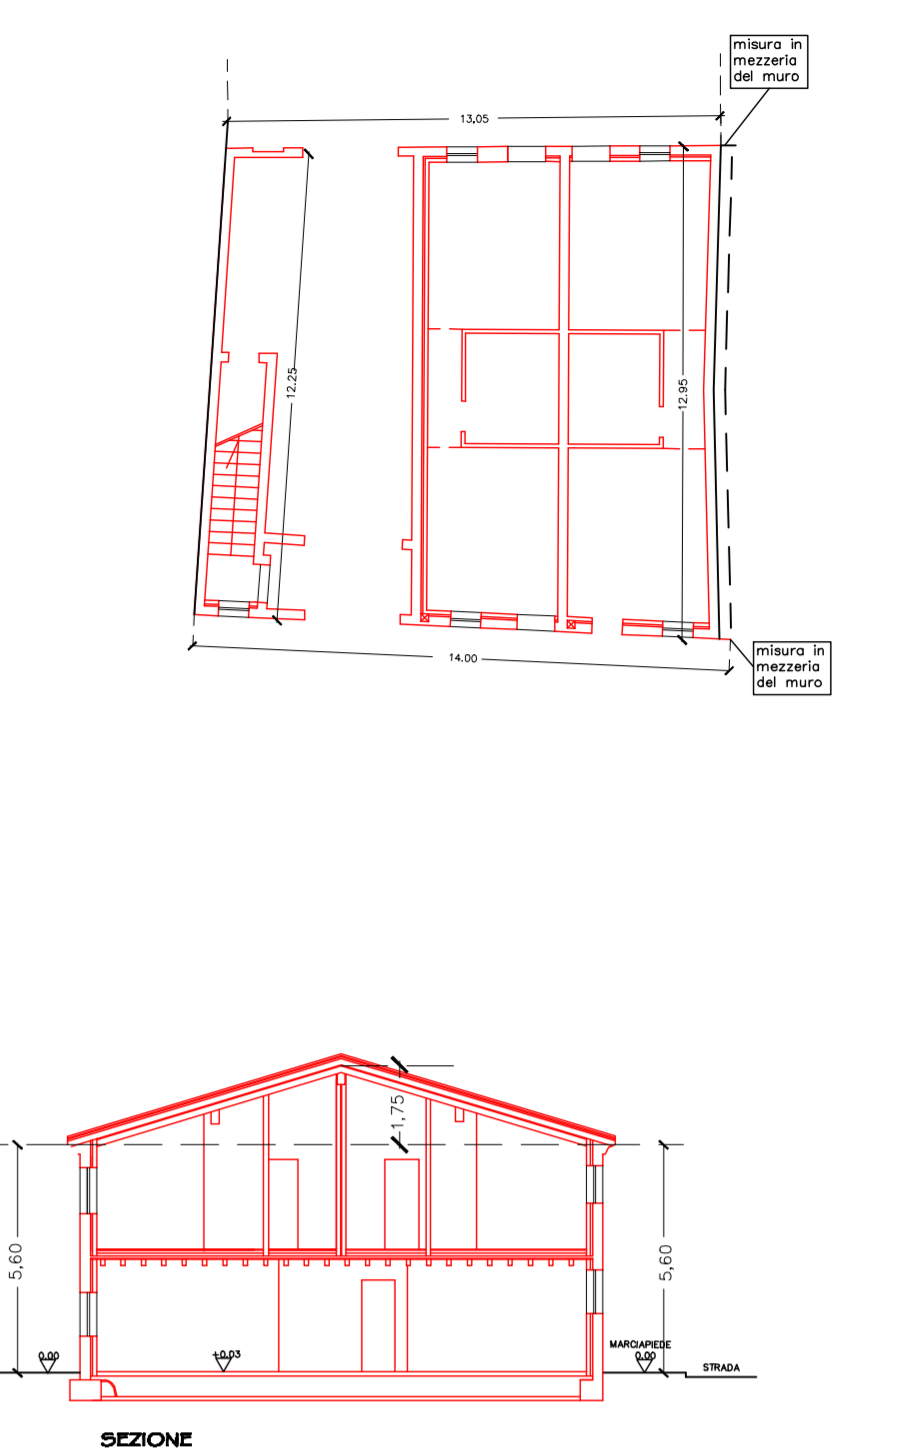 misura in
mezzeria
del muro
13.05
12.25
12.95
14.00
misura in
mezzeria
del muro
1,75
5,60
5,60
0.00
+0.03
MARCIAPIEDE
0.00
STRADA
SEZIONE